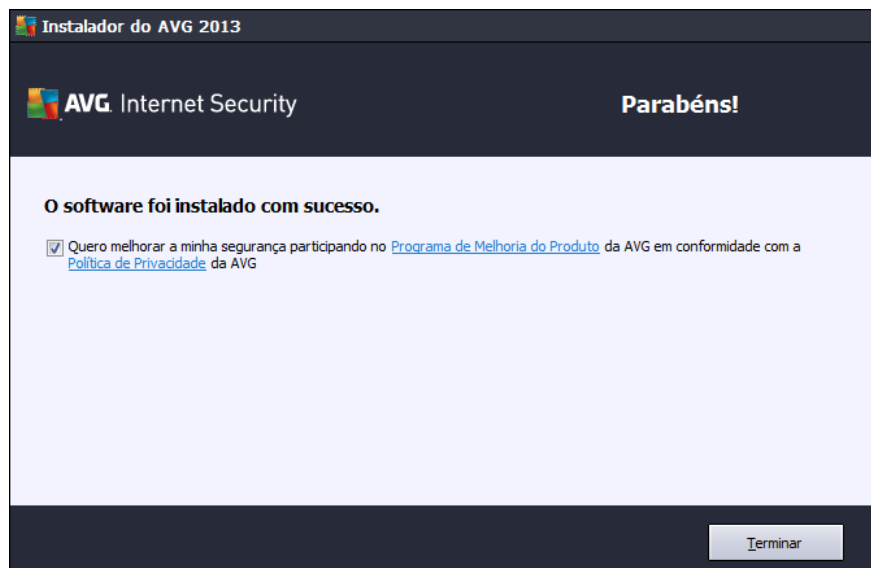 Instalador do AVG 2013
AVG. Internet Security
Parabéns!
O software foi instalado com sucesso.
Quero melhorar a minha segurança participando no Programa de Melhoria do Produto da AVG em conformidade com a
Política de Privacidade da AVG
Terminar